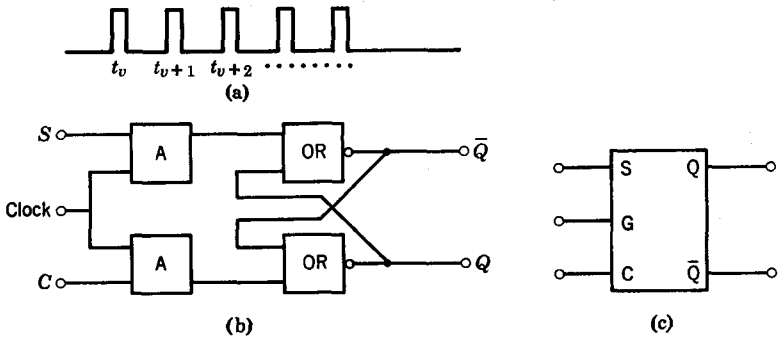 t_v t_v+1 t_v+2 . . . . . . . . .
(a)
S A OR Q̄
Clock
C A OR Q
(b)
S Q
G
C Q̄
(c)